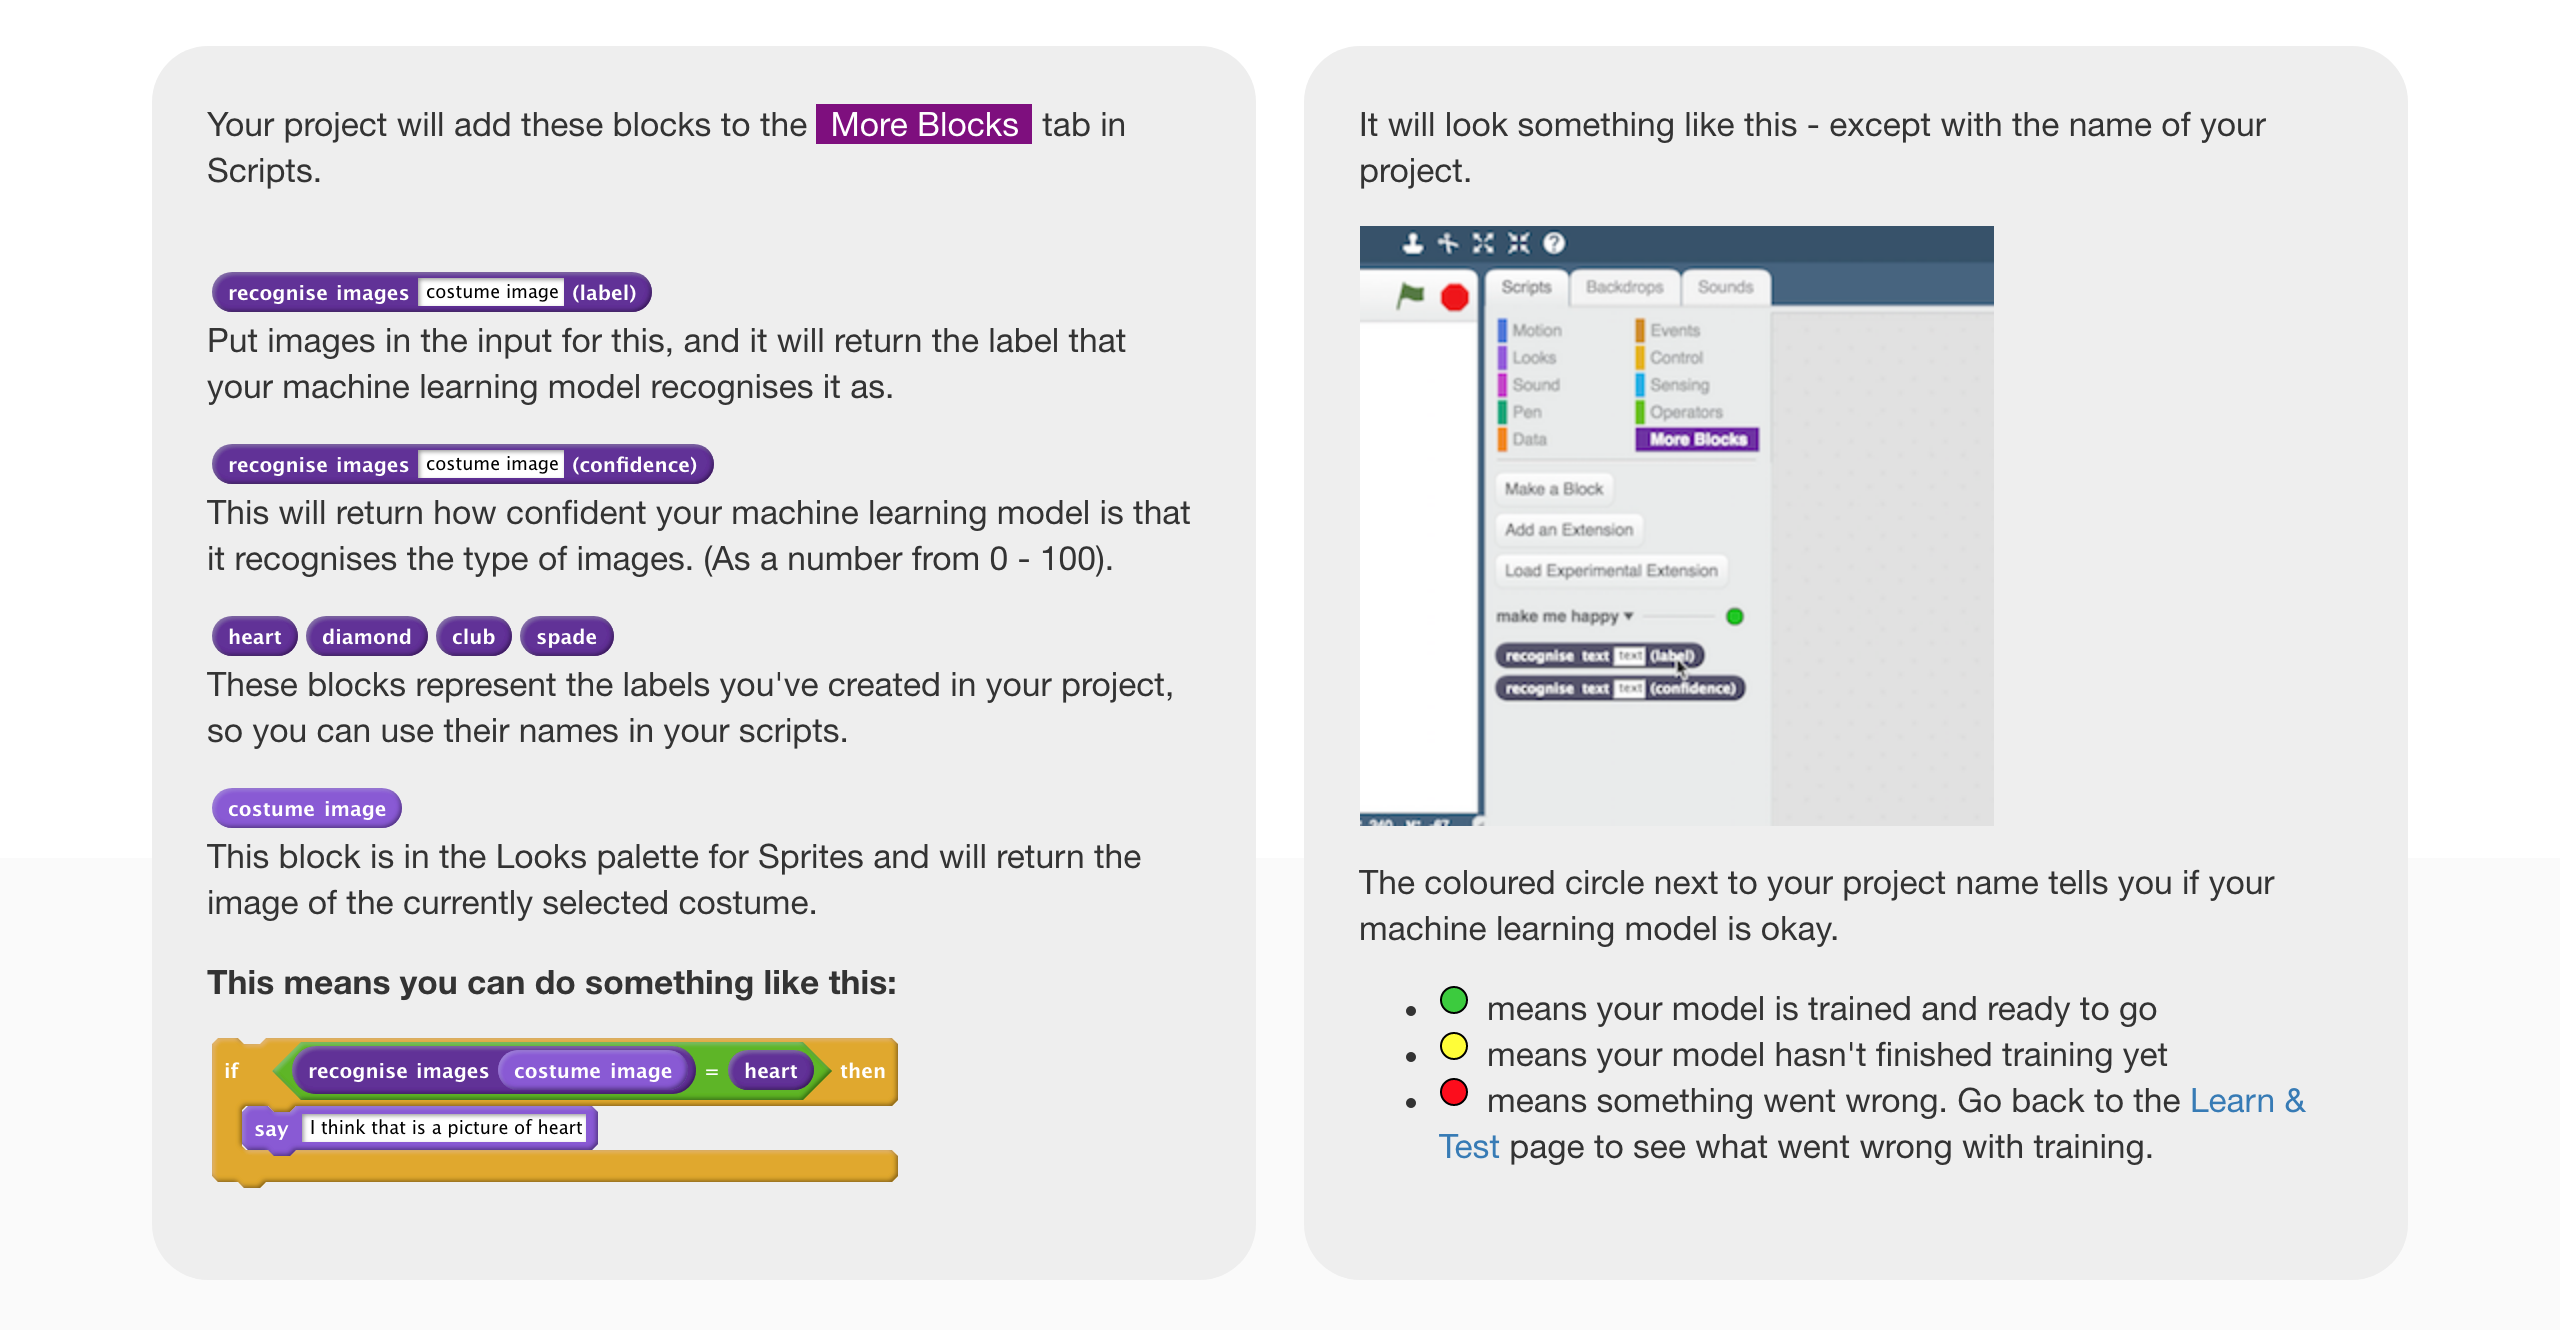 Your project will add these blocks to the More Blocks tab in
Scripts.
recognise images costume image (label)
Put images in the input for this, and it will return the label that
your machine learning model recognises it as.
recognise images costume image (confidence)
This will return how confident your machine learning model is that
it recognises the type of images. (As a number from 0 - 100).
heart diamond club spade
These blocks represent the labels you've created in your project,
so you can use their names in your scripts.
costume image
This block is in the Looks palette for Sprites and will return the
image of the currently selected costume.
This means you can do something like this:
if recognise images costume image = heart then
say I think that is a picture of heart
It will look something like this - except with the name of your
project.
Scripts Backdrops Sounds
Motion Events
Looks Control
Sound Sensing
Pen Operators
Data More Blocks
Make a Block
Add an Extension
Load Experimental Extension
make me happy
recognise text text (label)
recognise text text (confidence)
The coloured circle next to your project name tells you if your
machine learning model is okay.
means your model is trained and ready to go
means your model hasn't finished training yet
means something went wrong. Go back to the Learn &
Test page to see what went wrong with training.